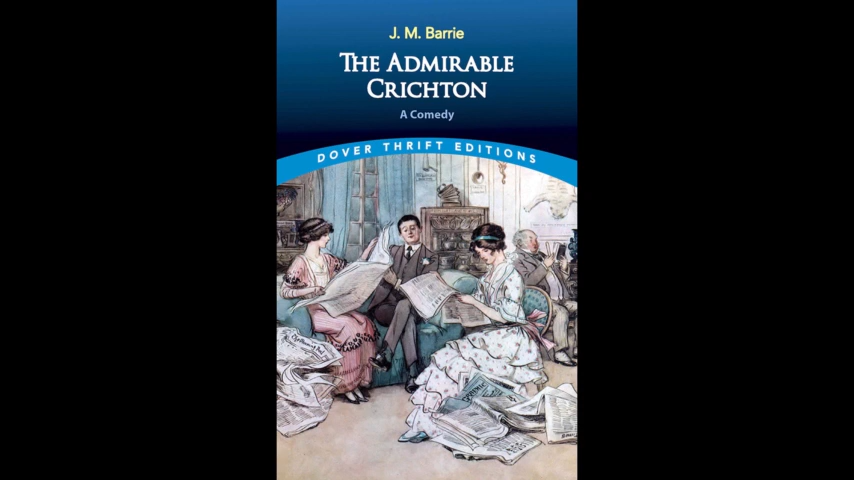 J. M. Barrie
THE ADMIRABLE
CRICHTON
A Comedy
DOVER THRIFT EDITIONS